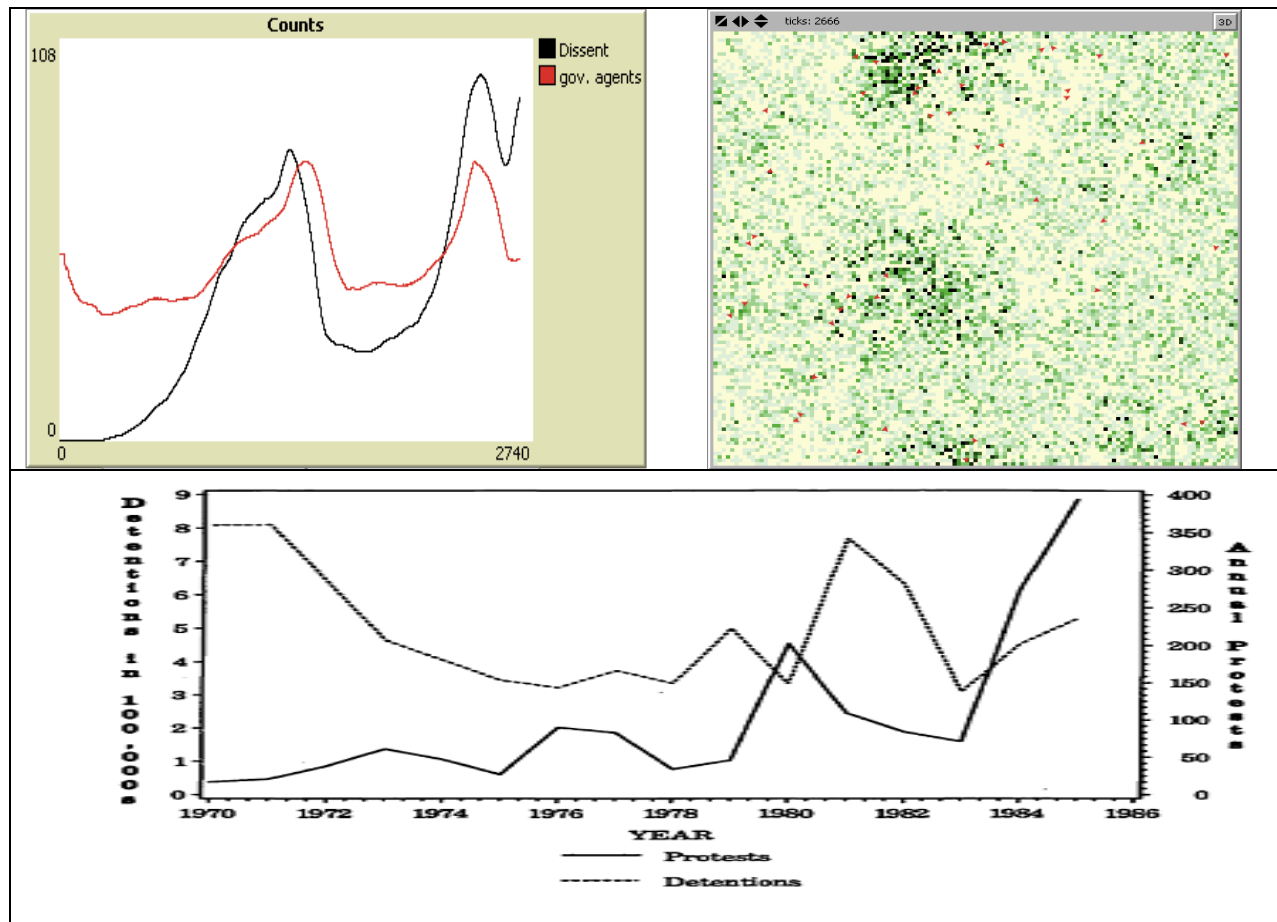 Counts
108
0
0
2740
Dissent
gov. agents
ticks: 2666
3D
Detentions in 100,000s
9
8
7
6
5
4
3
2
1
0
400
350
300
250
200
150
100
50
0
Annual Protests
1970 1972 1974 1976 1978 1980 1982 1984 1986
YEAR
Protests
Detentions